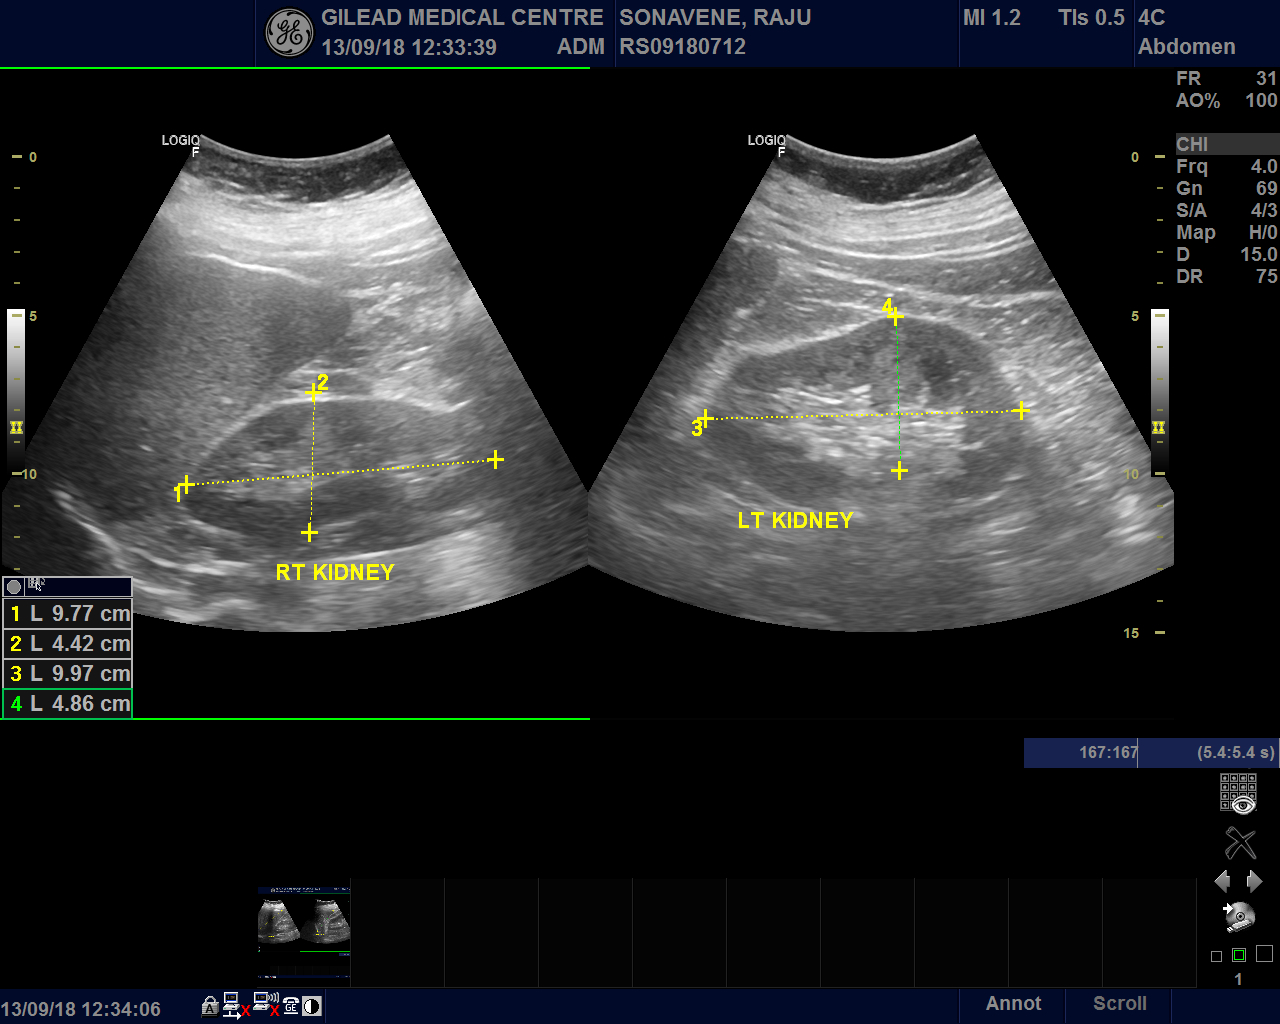 GILEAD MEDICAL CENTRE
13/09/18 12:33:39 ADM
SONAVENE, RAJU
RS09180712
MI 1.2 TIs 0.5
4C
Abdomen
FR 31
AO% 100
CHI
Frq 4.0
Gn 69
S/A 4/3
Map H/0
D 15.0
DR 75
LOGIQ
F
LOGIQ
F
0
5
10
0
5
10
15
1
2
3
4
RT KIDNEY
LT KIDNEY
1 L 9.77 cm
2 L 4.42 cm
3 L 9.97 cm
4 L 4.86 cm
167:167 (5.4:5.4 s)
1
13/09/18 12:34:06
Annot
Scroll